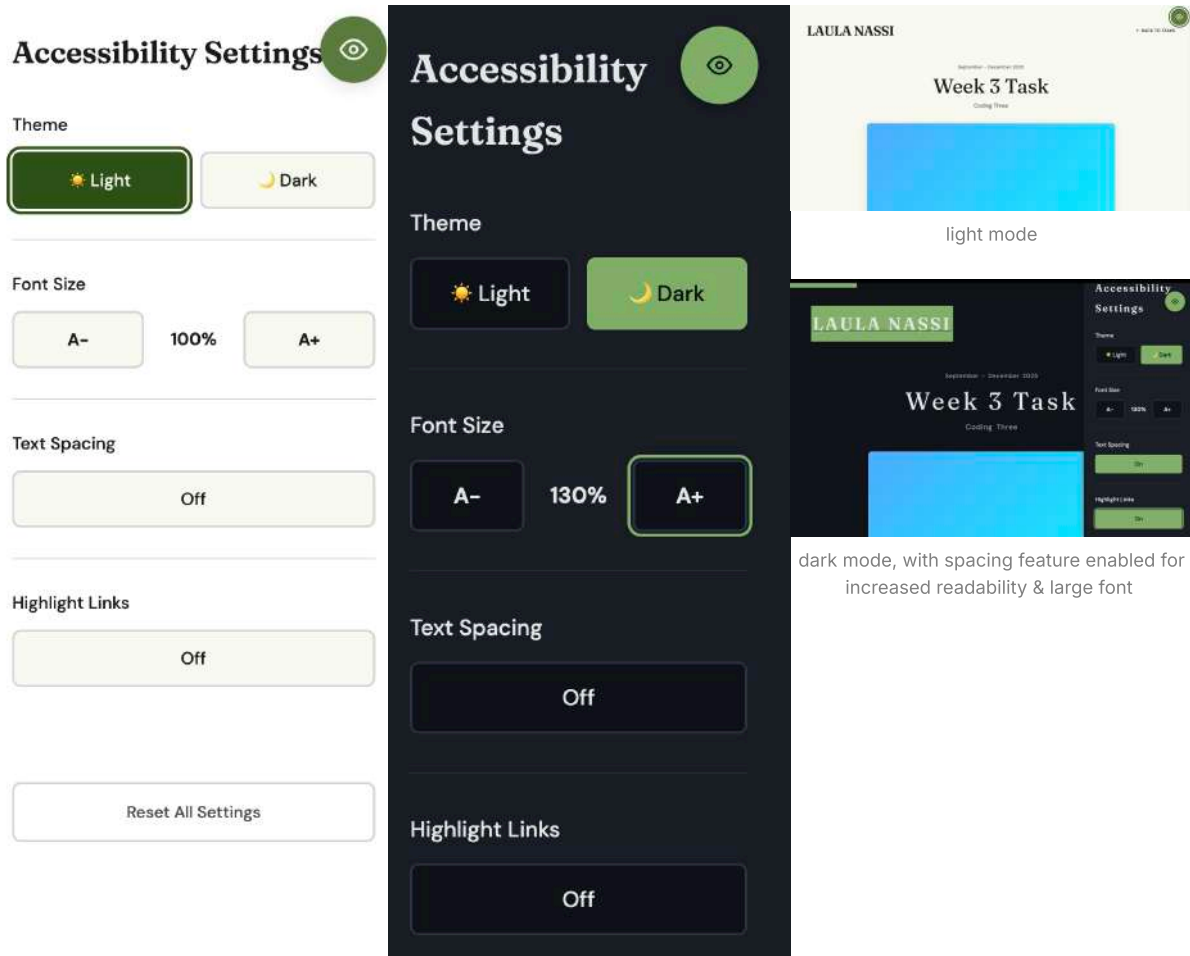 Accessibility Settings
Theme
☀️ Light
🌙 Dark
Font Size
A-
100%
A+
Text Spacing
Off
Highlight Links
Off
Reset All Settings
Accessibility
Settings
Theme
☀️ Light
🌙 Dark
Font Size
A-
130%
A+
Text Spacing
Off
Highlight Links
Off
LAULA NASSI
September - December 2025
Week 3 Task
Coding Three
light mode
LAULA NASSI
September - December 2025
Week 3 Task
Coding Three
Accessibility
Settings
Theme
Light
Dark
Font Size
A-
130%
A+
Text Spacing
On
Highlight Links
On
dark mode, with spacing feature enabled for
increased readability & large font